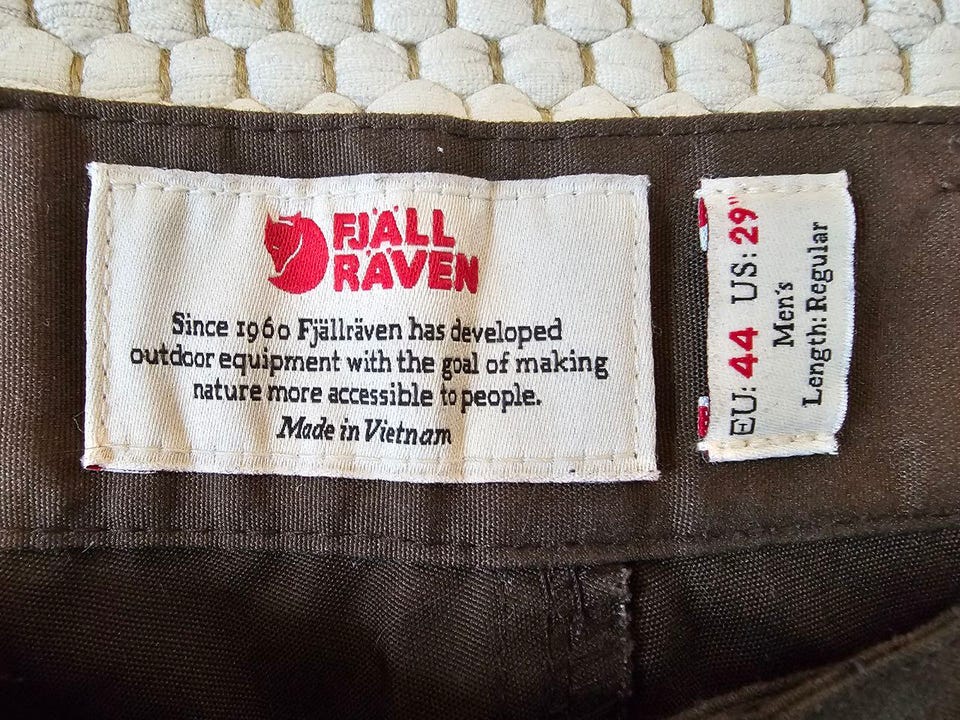 FJÄLL
RÄVEN
Since 1960 Fjällräven has developed
outdoor equipment with the goal of making
nature more accessible to people.
Made in Vietnam
EU: 44 US: 29"
Men's
Length: Regular